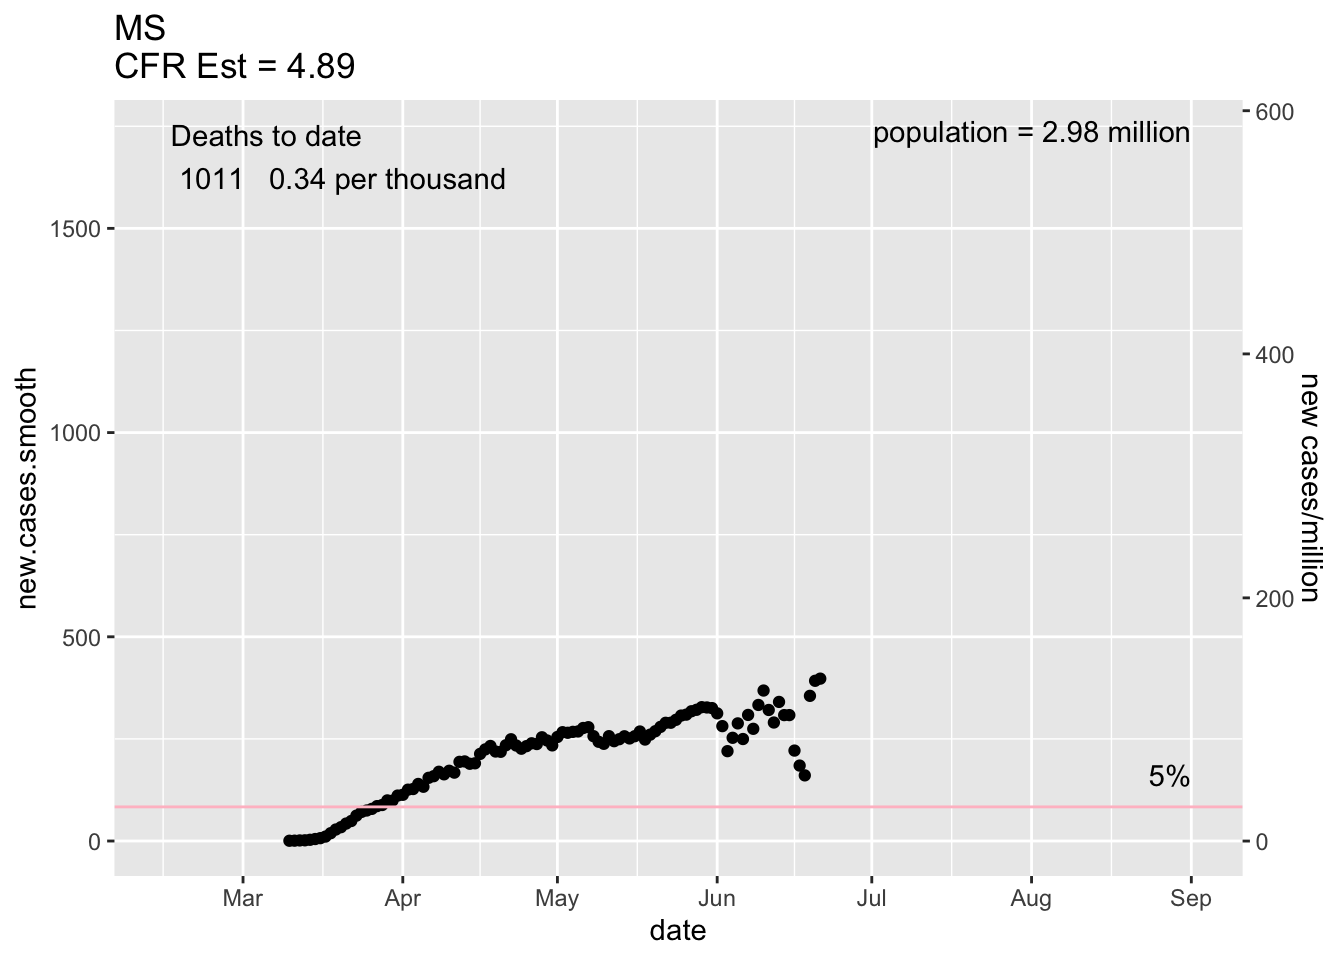 MS
CFR Est = 4.89
Deaths to date
1011 0.34 per thousand
population = 2.98 million
600
1500
400
1000
new.cases.smooth
new cases/million
500
200
5%
0
0
Mar Apr May Jun Jul Aug Sep
date